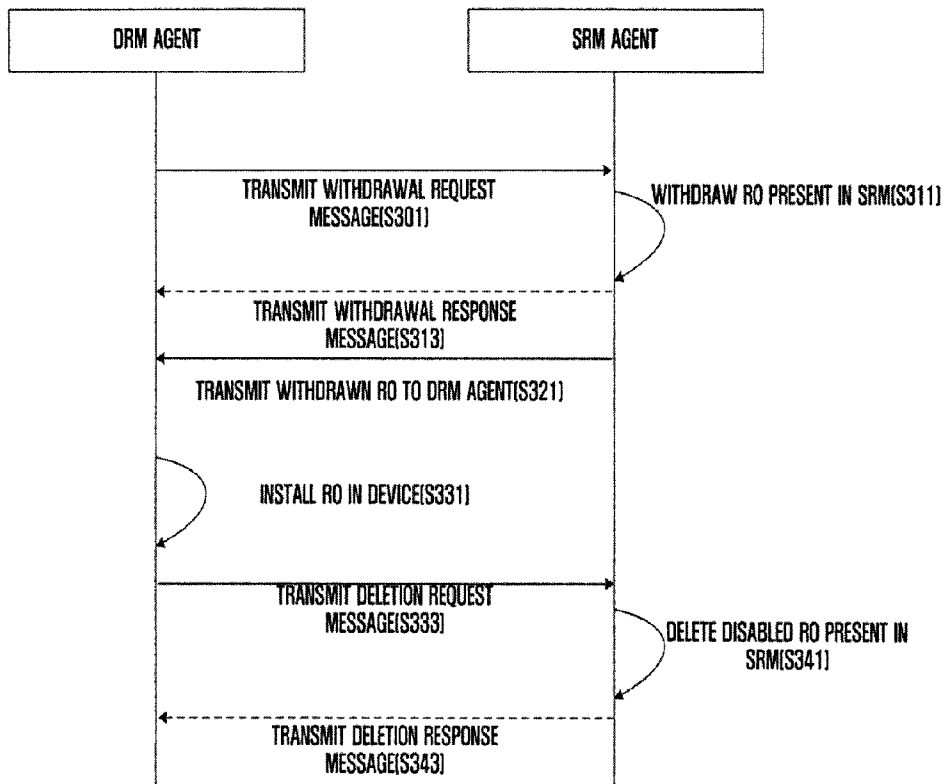 DRM AGENT
SRM AGENT
TRANSMIT WITHDRAWAL REQUEST
MESSAGE(S301)
WITHDRAW RO PRESENT IN SRM(S311)
TRANSMIT WITHDRAWAL RESPONSE
MESSAGE(S313)
TRANSMIT WITHDRAWN RO TO DRM AGENT(S321)
INSTALL RO IN DEVICE(S331)
TRANSMIT DELETION REQUEST
MESSAGE(S333)
DELETE DISABLED RO PRESENT IN
SRM(S341)
TRANSMIT DELETION RESPONSE
MESSAGE(S343)